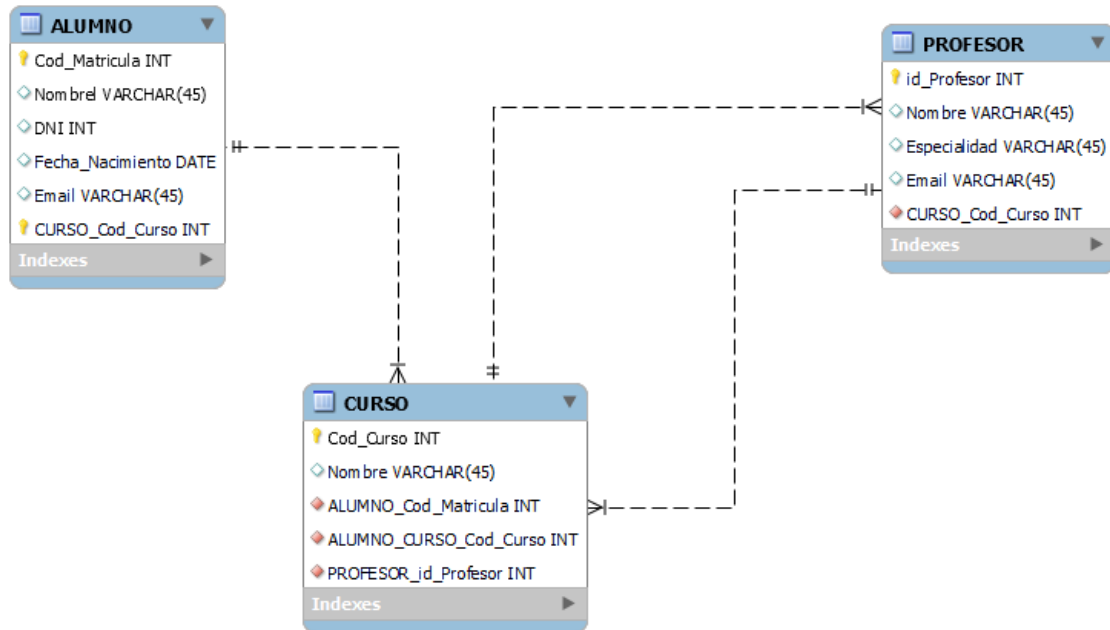 ALUMNO
Cod_Matricula INT
Nombrel VARCHAR(45)
DNI INT
Fecha_Nacimiento DATE
Email VARCHAR(45)
CURSO_Cod_Curso INT
Indexes
PROFESOR
id_Profesor INT
Nombre VARCHAR(45)
Especialidad VARCHAR(45)
Email VARCHAR(45)
CURSO_Cod_Curso INT
Indexes
CURSO
Cod_Curso INT
Nombre VARCHAR(45)
ALUMNO_Cod_Matricula INT
ALUMNO_CURSO_Cod_Curso INT
PROFESOR_id_Profesor INT
Indexes